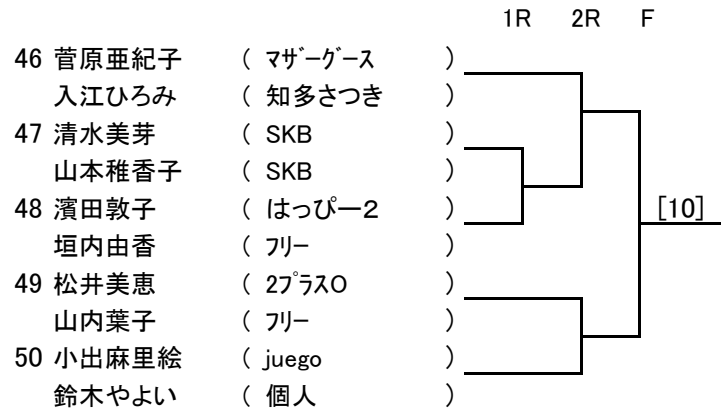 1R 2R F
46 菅原亜紀子 ( マザーグース )
入江ひろみ ( 知多さつき )
47 清水美芽 ( SKB )
山本稚香子 ( SKB )
48 濱田敦子 ( はっぴー2 ) [10]
垣内由香 ( フリー )
49 松井美恵 ( 2プラスO )
山内葉子 ( フリー )
50 小出麻里絵 ( juego )
鈴木やよい ( 個人 )